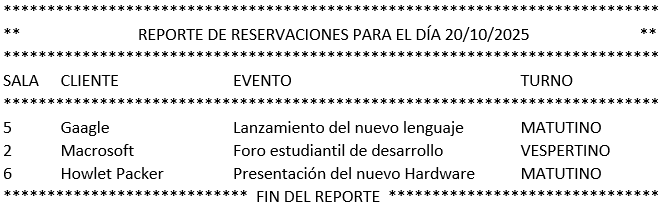 ******************************************************************
** REPORTE DE RESERVACIONES PARA EL DÍA 20/10/2025 **
******************************************************************
SALA CLIENTE EVENTO TURNO
******************************************************************
5 Gaagle Lanzamiento del nuevo lenguaje MATUTINO
2 Macrosoft Foro estudiantil de desarrollo VESPERTINO
6 Howlet Packer Presentación del nuevo Hardware MATUTINO
************************* FIN DEL REPORTE ****************************